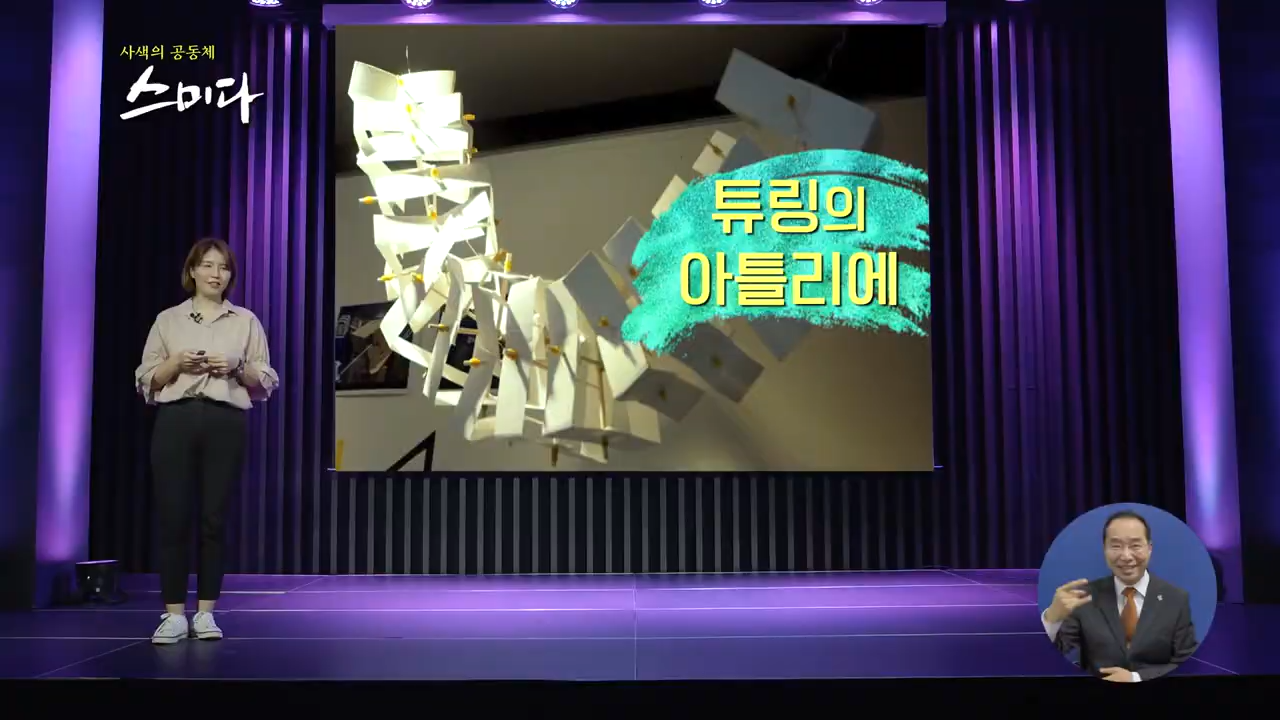 사색의 공동체
스미다
튜링의
아틀리에